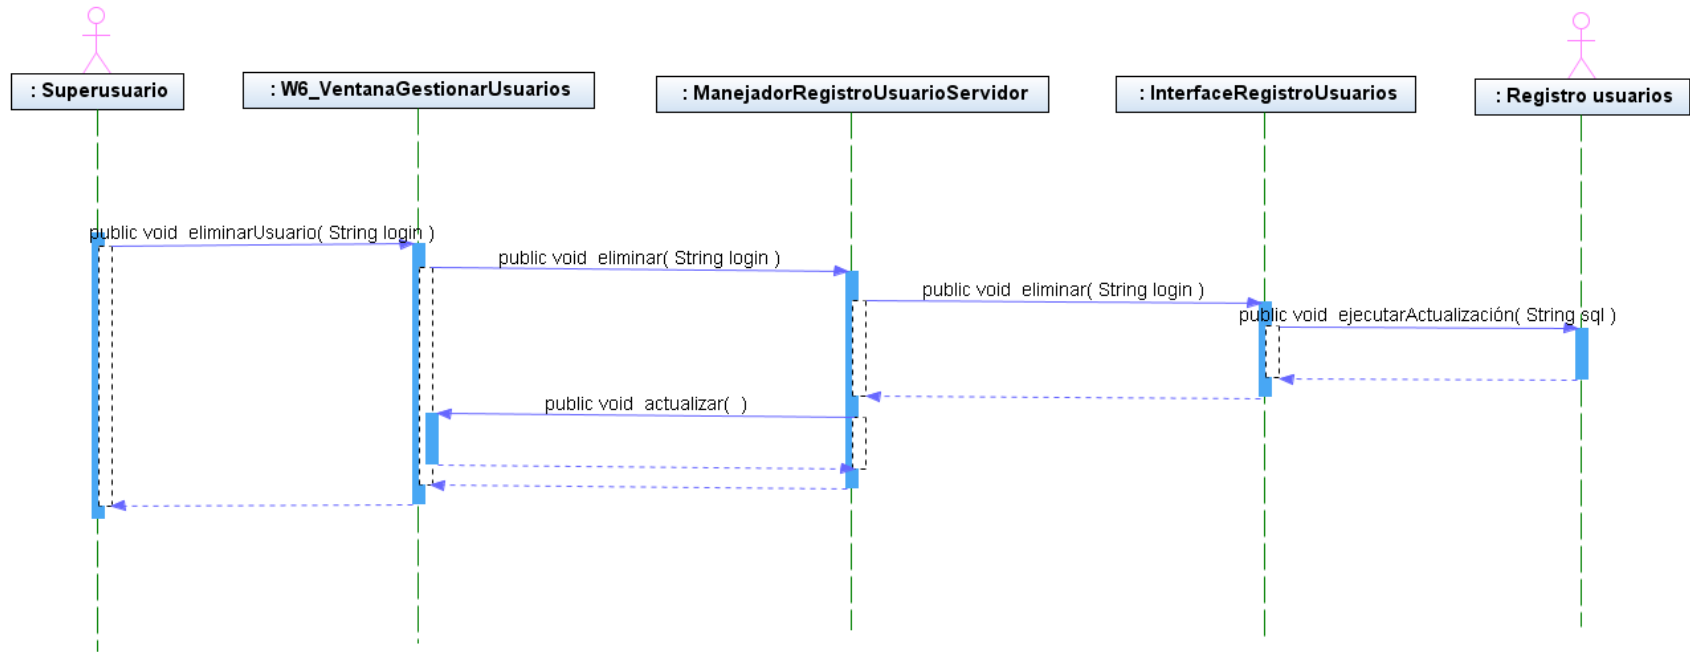 : Superusuario
: W6_VentanaGestionarUsuarios
: ManejadorRegistroUsuarioServidor
: InterfaceRegistroUsuarios
: Registro usuarios
public void eliminarUsuario( String login )
public void eliminar( String login )
public void eliminar( String login )
public void ejecutarActualización( String sql )
public void actualizar( )